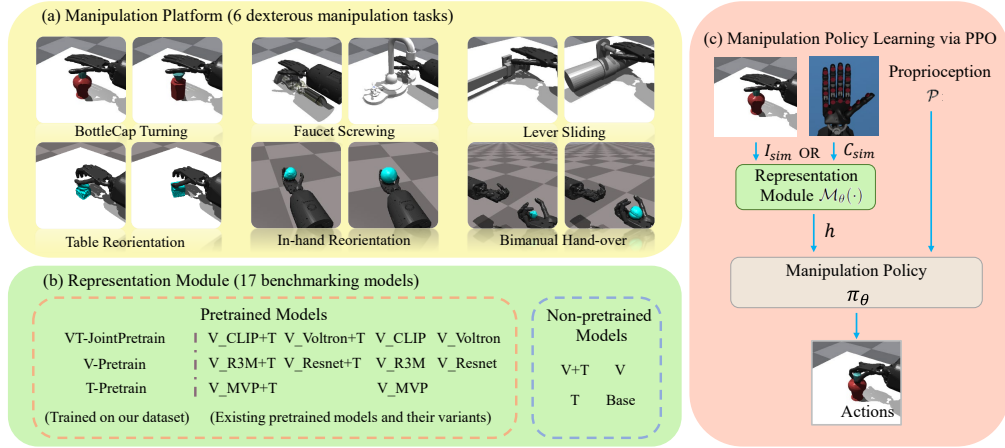 (a) Manipulation Platform (6 dexterous manipulation tasks)
BottleCap Turning
Faucet Screwing
Lever Sliding
Table Reorientation
In-hand Reorientation
Bimanual Hand-over
(b) Representation Module (17 benchmarking models)
Pretrained Models
VT-JointPretrain V_CLIP+T V_Voltron+T V_CLIP V_Voltron
V-Pretrain V_R3M+T V_Resnet+T V_R3M V_Resnet
T-Pretrain V_MVP+T V_MVP
(Trained on our dataset) (Existing pretrained models and their variants)
Non-pretrained
Models
V+T V
T Base
(c) Manipulation Policy Learning via PPO
Proprioception
𝒫
I_sim OR C_sim
Representation
Module ℳ_θ(·)
h
Manipulation Policy
π_θ
Actions